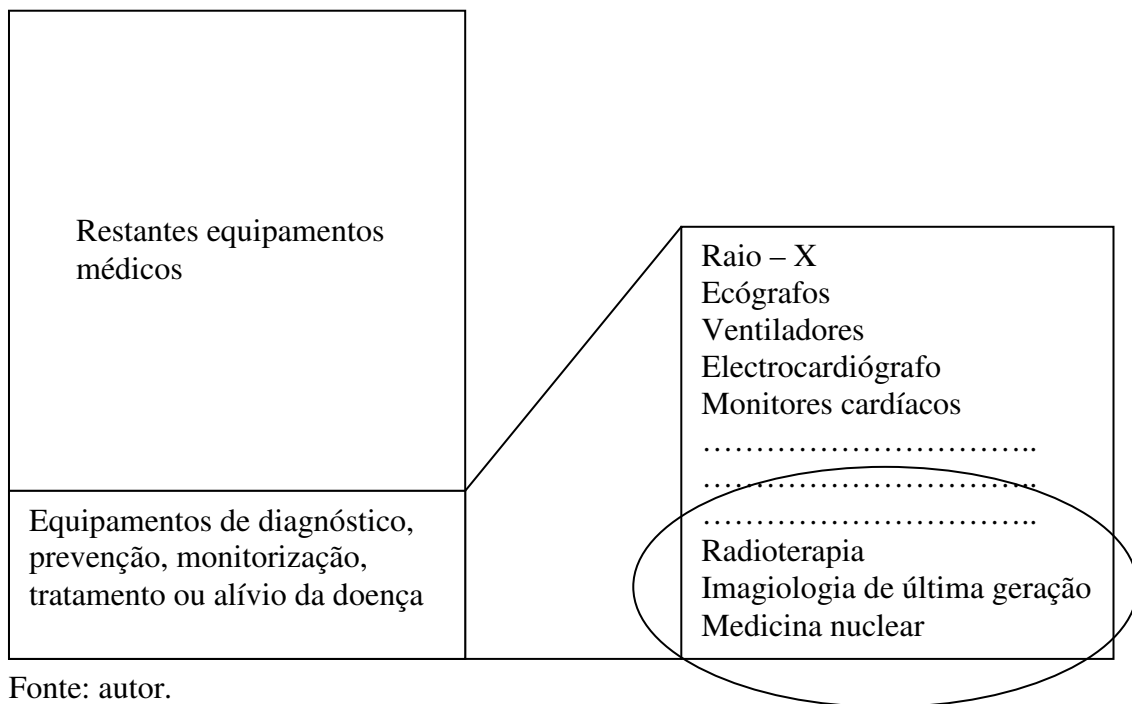 Restantes equipamentos
médicos
Equipamentos de diagnóstico,
prevenção, monitorização,
tratamento ou alívio da doença
Raio – X
Ecógrafos
Ventiladores
Electrocardiógrafo
Monitores cardíacos
…………………………..
…………………………..
…………………………..
Radioterapia
Imagiologia de última geração
Medicina nuclear
Fonte: autor.